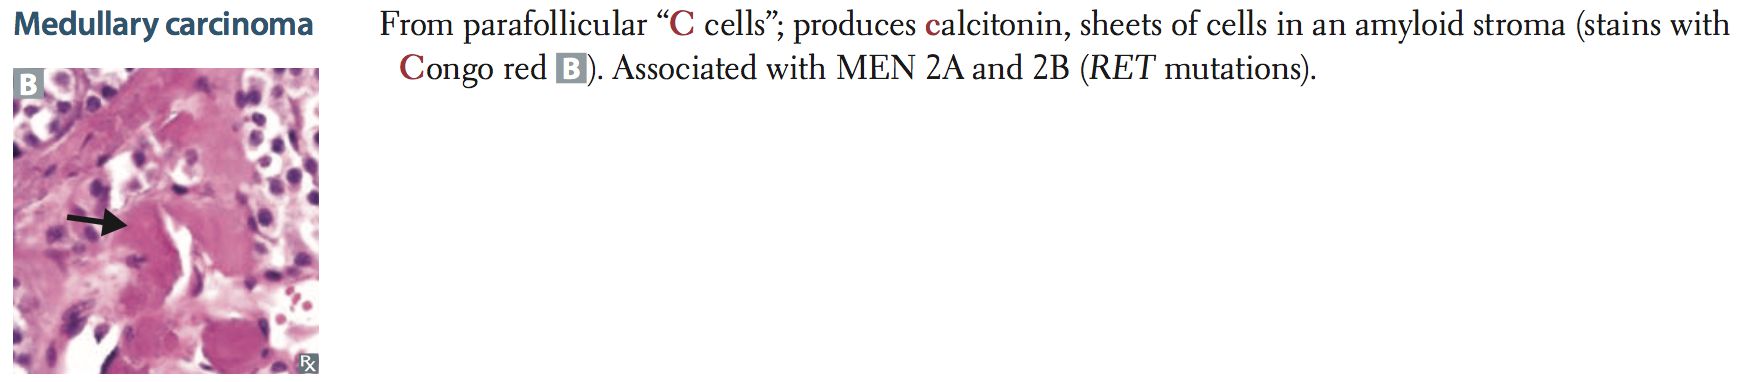 Medullary carcinoma
From parafollicular “C cells”; produces calcitonin, sheets of cells in an amyloid stroma (stains with
Congo red B). Associated with MEN 2A and 2B (RET mutations).
B
Rx